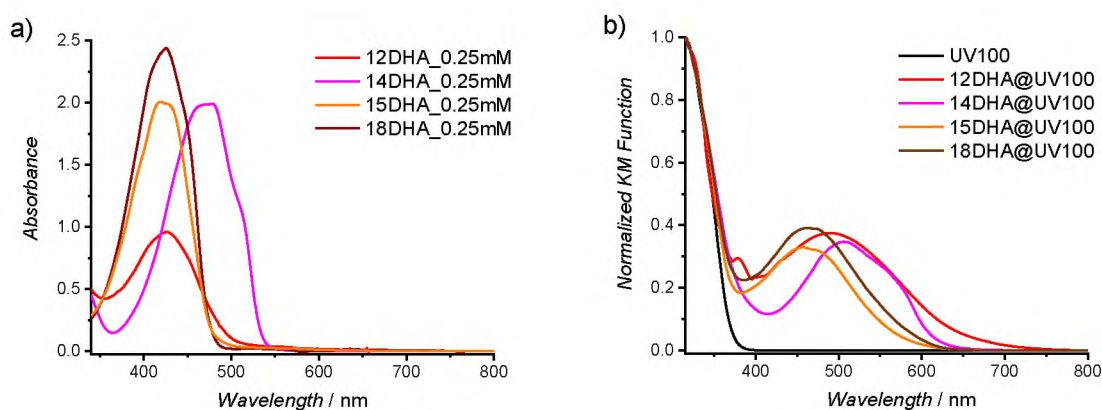 a)
2.5
2.0
1.5
1.0
0.5
0.0
Absorbance
400 500 600 700 800
Wavelength / nm
12DHA_0.25mM
14DHA_0.25mM
15DHA_0.25mM
18DHA_0.25mM
b)
1.0
0.8
0.6
0.4
0.2
0.0
Normalized KM Function
400 500 600 700 800
Wavelength / nm
UV100
12DHA@UV100
14DHA@UV100
15DHA@UV100
18DHA@UV100